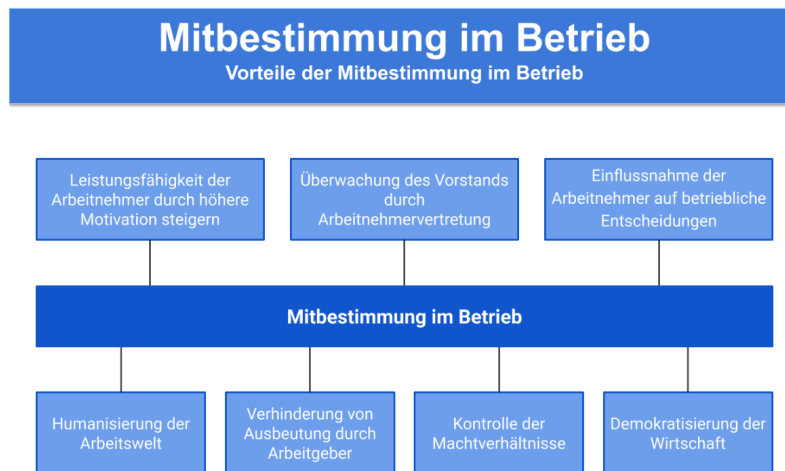 Mitbestimmung im Betrieb
Vorteile der Mitbestimmung im Betrieb
Leistungsfähigkeit der
Arbeitnehmer durch höhere
Motivation steigern
Überwachung des Vorstands
durch
Arbeitnehmervertretung
Einflussnahme der
Arbeitnehmer auf betriebliche
Entscheidungen
Mitbestimmung im Betrieb
Humanisierung der
Arbeitswelt
Verhinderung von
Ausbeutung durch
Arbeitgeber
Kontrolle der
Machtverhältnisse
Demokratisierung der
Wirtschaft